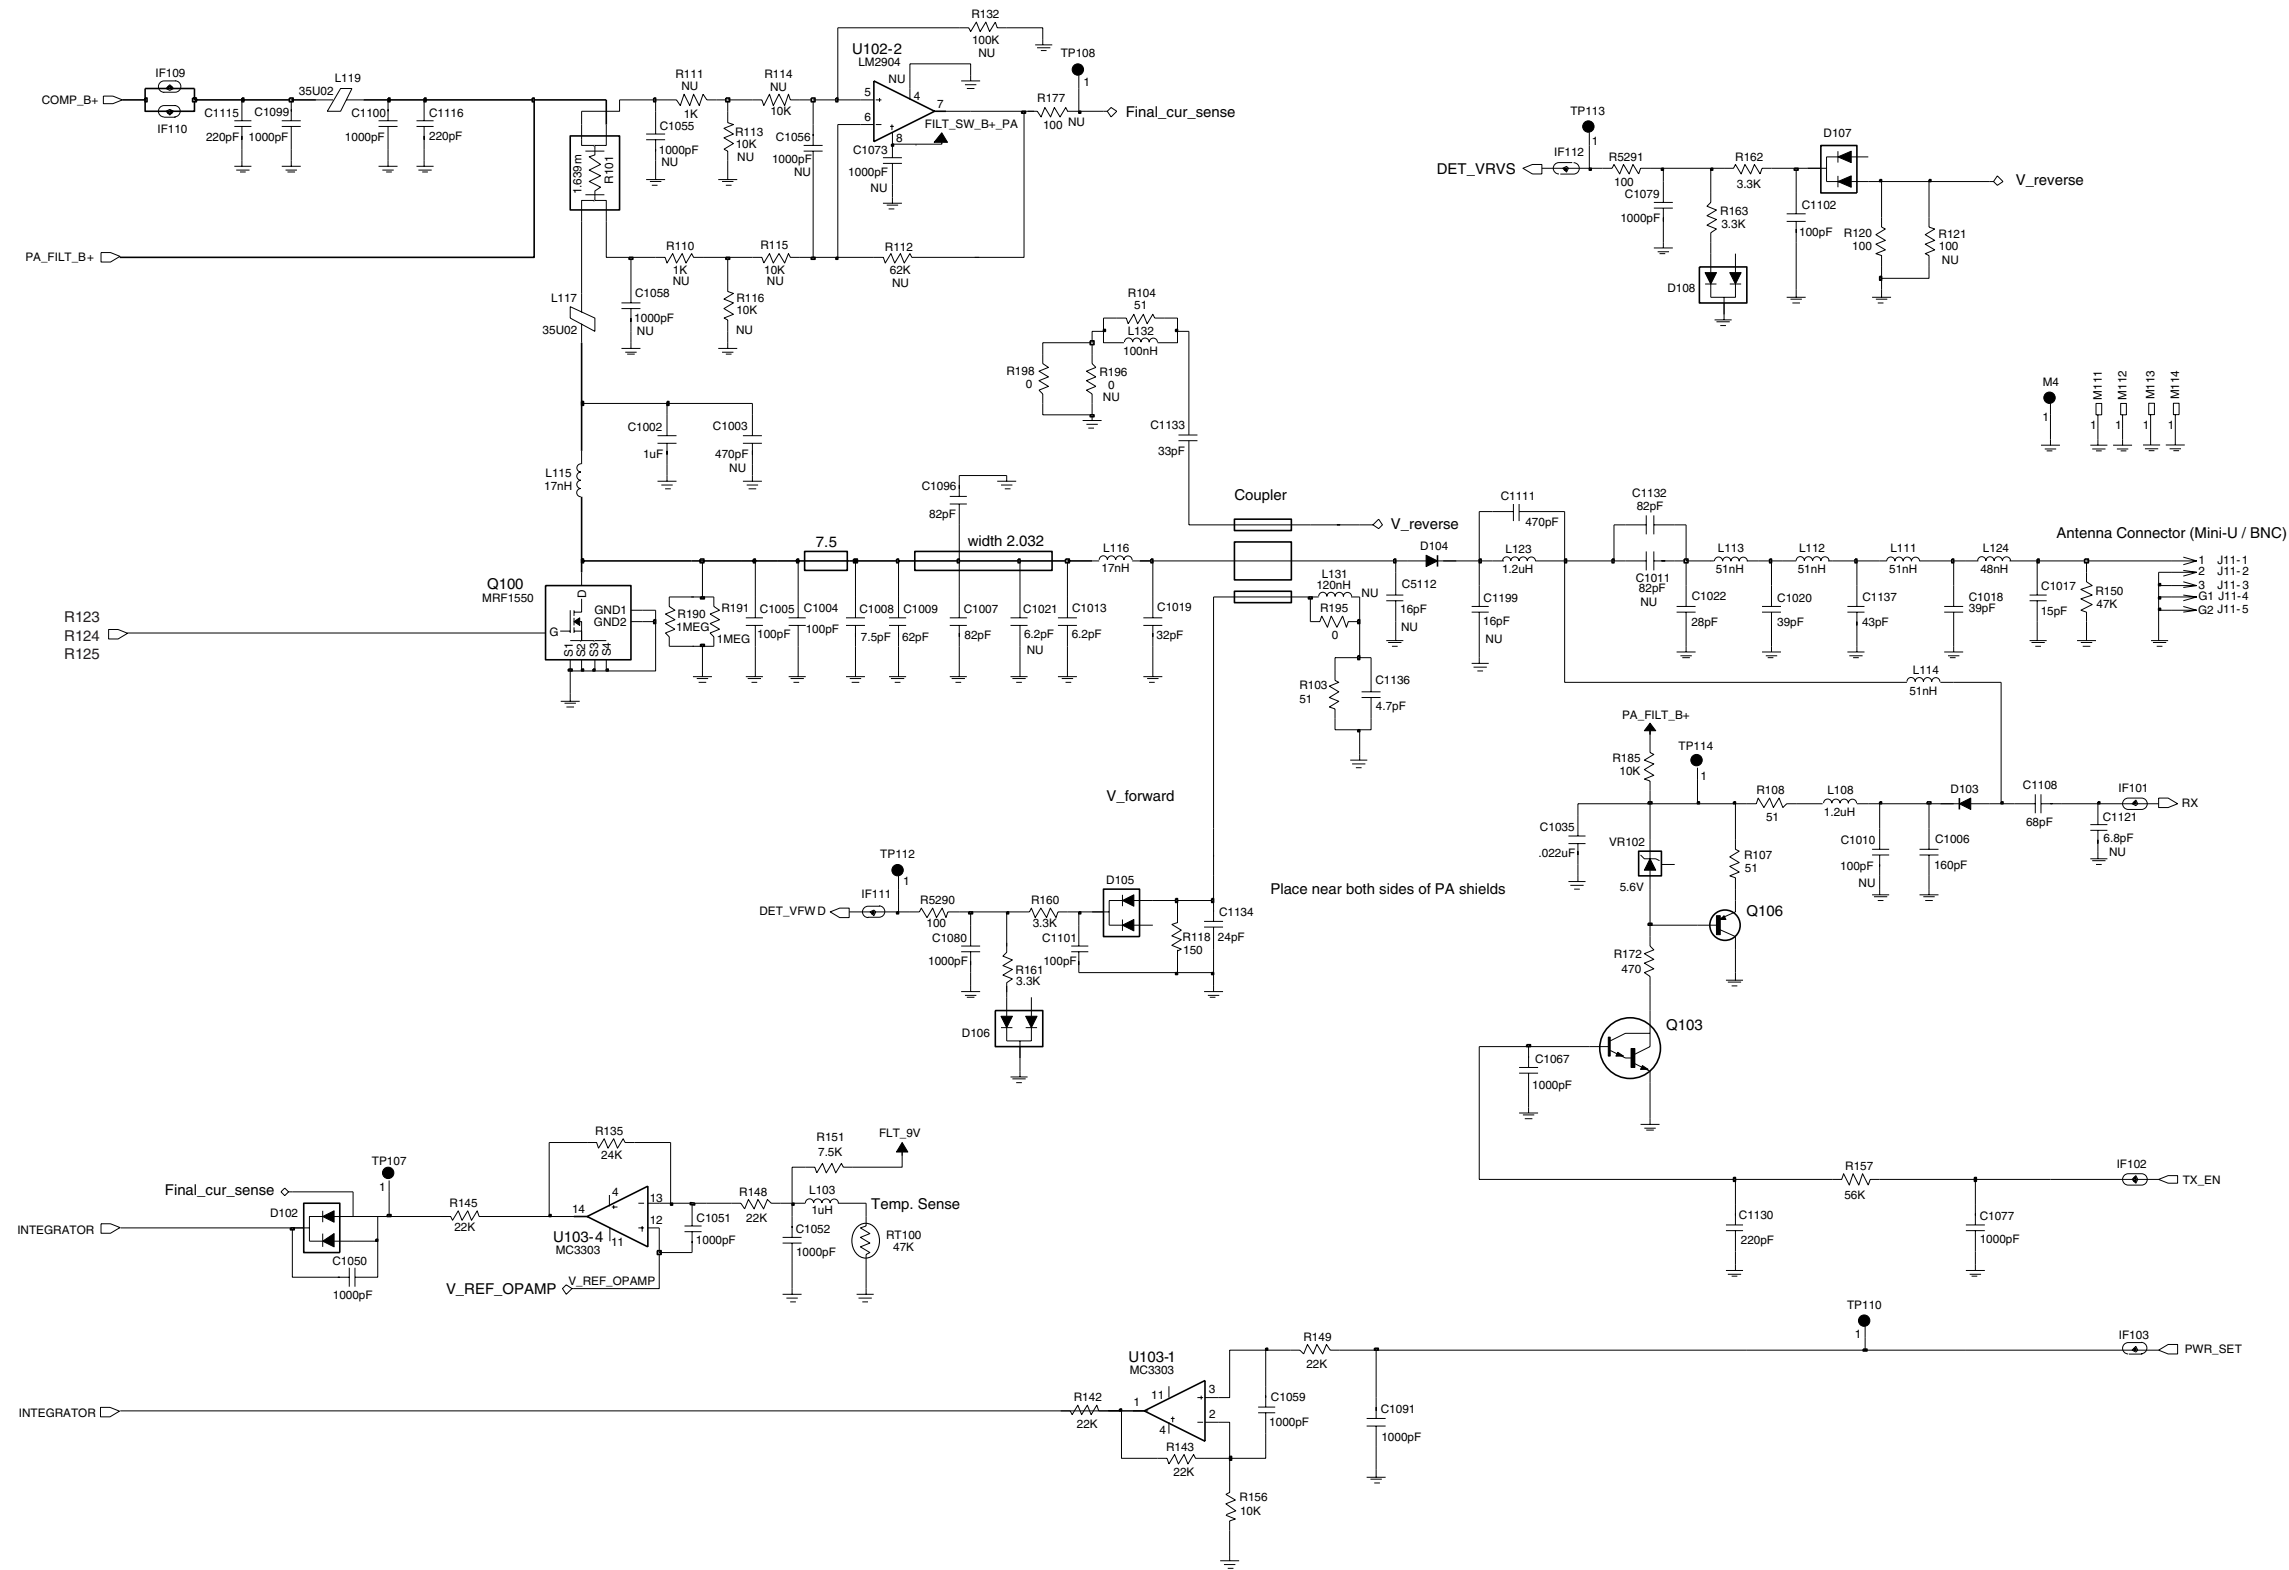 R132
100K
NU
U102-2
LM2904
NU
4
TP108
1
IF109
COMP_B+
IF110
L119
35U02
C1115
220pF
C1099
1000pF
C1100
1000pF
C1116
220pF
R111
NU
1K
R114
NU
10K
5
6
7
8
R177
100
NU
Final_cur_sense
FILT_SW_B+_PA
C1055
1000pF
NU
R113
10K
NU
C1056
1000pF
NU
C1073
1000pF
NU
1.639m
R101
PA_FILT_B+
R110
1K
NU
R115
10K
NU
R112
62K
NU
C1058
1000pF
NU
R116
10K
NU
L117
35U02
TP113
1
DET_VRVS
IF112
R5291
100
C1079
1000pF
R162
3.3K
R163
3.3K
D107
V_reverse
C1102
100pF
R120
100
R121
100
NU
D108
R104
51
L132
100nH
R198
0
R196
0
NU
C1133
33pF
M4
1
M111
1
M112
1
M113
1
M114
1
C1002
1uF
C1003
470pF
NU
L115
17nH
C1096
82pF
Coupler
V_reverse
C1111
470pF
C1132
82pF
Antenna Connector (Mini-U / BNC)
7.5
width 2.032
L116
17nH
D104
L123
1.2uH
C1011
82pF
NU
L113
51nH
L112
51nH
L111
51nH
L124
48nH
1 J11-1
2 J11-2
3 J11-3
G1 J11-4
G2 J11-5
Q100
MRF1550
D
G
GND1
GND2
S1
S2
S3
S4
R123
R124
R125
R190
1MEG
R191
1MEG
C1005
100pF
C1004
100pF
C1008
7.5pF
C1009
62pF
C1007
82pF
C1021
6.2pF
NU
C1013
6.2pF
C1019
32pF
L131
120nH
NU
R195
0
C5112
16pF
NU
C1199
16pF
NU
C1022
28pF
C1020
39pF
C1137
43pF
C1018
39pF
C1017
15pF
R150
47K
R103
51
C1136
4.7pF
L114
51nH
PA_FILT_B+
R185
10K
TP114
1
V_forward
R108
51
L108
1.2uH
D103
C1108
68pF
IF101
RX
C1035
.022uF
VR102
5.6V
R107
51
C1010
100pF
NU
C1006
160pF
C1121
6.8pF
NU
TP112
1
DET_VFWD
IF111
R5290
100
R160
3.3K
D105
Place near both sides of PA shields
C1080
1000pF
C1101
100pF
R118
150
C1134
24pF
Q106
R161
3.3K
R172
470
D106
Q103
C1067
1000pF
R135
24K
R151
7.5K
FLT_9V
TP107
1
Final_cur_sense
D102
INTEGRATOR
R145
22K
14
4
11
13
12
U103-4
MC3303
C1051
1000pF
R148
22K
L103
1uH
Temp. Sense
C1052
1000pF
RT100
47K
C1050
1000pF
V_REF_OPAMP
V_REF_OPAMP
R157
56K
IF102
TX_EN
C1130
220pF
C1077
1000pF
TP110
1
IF103
PWR_SET
R149
22K
U103-1
MC3303
11
4
3
2
1
R142
22K
INTEGRATOR
C1059
1000pF
C1091
1000pF
R143
22K
R156
10K